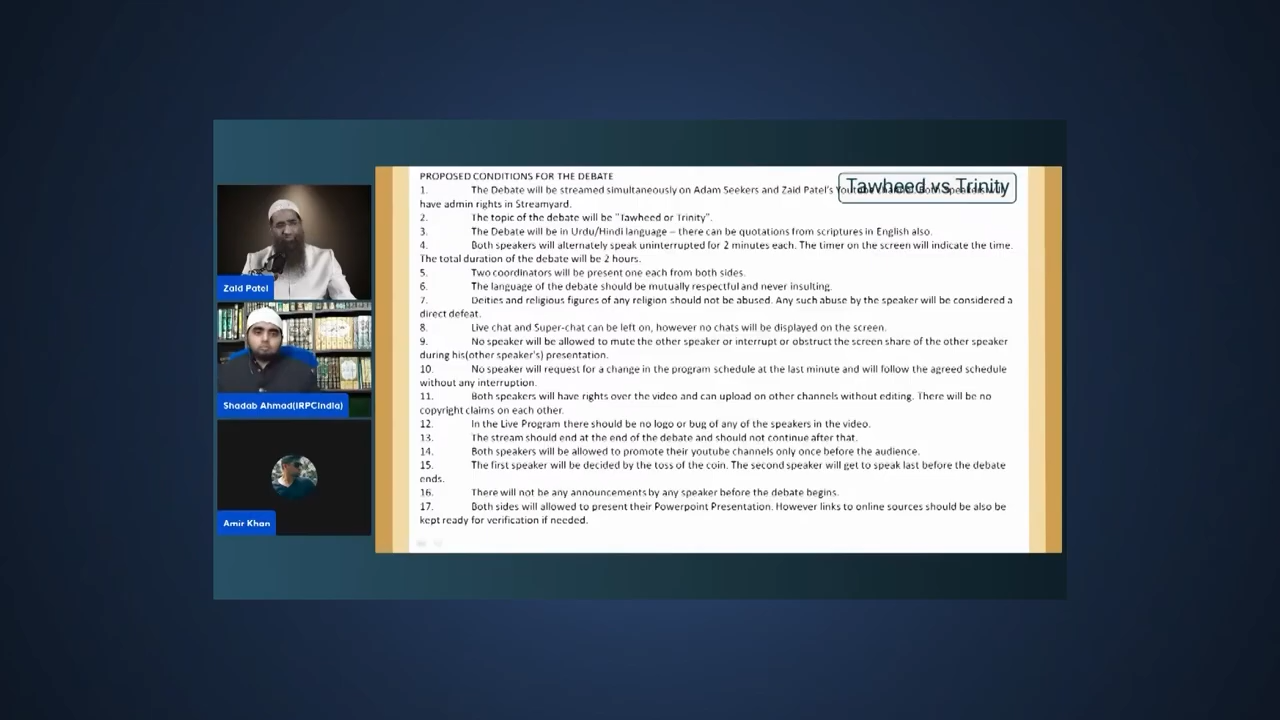 PROPOSED CONDITIONS FOR THE DEBATE
Tawheed vs Trinity
1. The Debate will be streamed simultaneously on Adam Seekers and Zaid Patel's
have admin rights in Streamyard.
2. The topic of the debate will be "Tawheed or Trinity".
3. The Debate will be in Urdu/Hindi language – there can be quotations from scriptures in English also.
4. Both speakers will alternately speak uninterrupted for 2 minutes each. The timer on the screen will indicate the time.
The total duration of the debate will be 2 hours.
5. Two coordinators will be present one each from both sides.
6. The language of the debate should be mutually respectful and never insulting.
7. Deities and religious figures of any religion should not be abused. Any such abuse by the speaker will be considered a
direct defeat.
8. Live chat and Super-chat can be left on, however no chats will be displayed on the screen.
9. No speaker will be allowed to mute the other speaker or interrupt or obstruct the screen share of the other speaker
during his(other speaker's) presentation.
10. No speaker will request for a change in the program schedule at the last minute and will follow the agreed schedule
without any interruption.
11. Both speakers will have rights over the video and can upload on other channels without editing. There will be no
copyright claims on each other.
12. In the Live Program there should be no logo or bug of any of the speakers in the video.
13. The stream should end at the end of the debate and should not continue after that.
14. Both speakers will be allowed to promote their youtube channels only once before the audience.
15. The first speaker will be decided by the toss of the coin. The second speaker will get to speak last before the debate
ends.
16. There will not be any announcements by any speaker before the debate begins.
17. Both sides will allowed to present their Powerpoint Presentation. However links to online sources should be also be
kept ready for verification if needed.
Zaid Patel
Shadab Ahmad(IRPCIndia)
Amir Khan